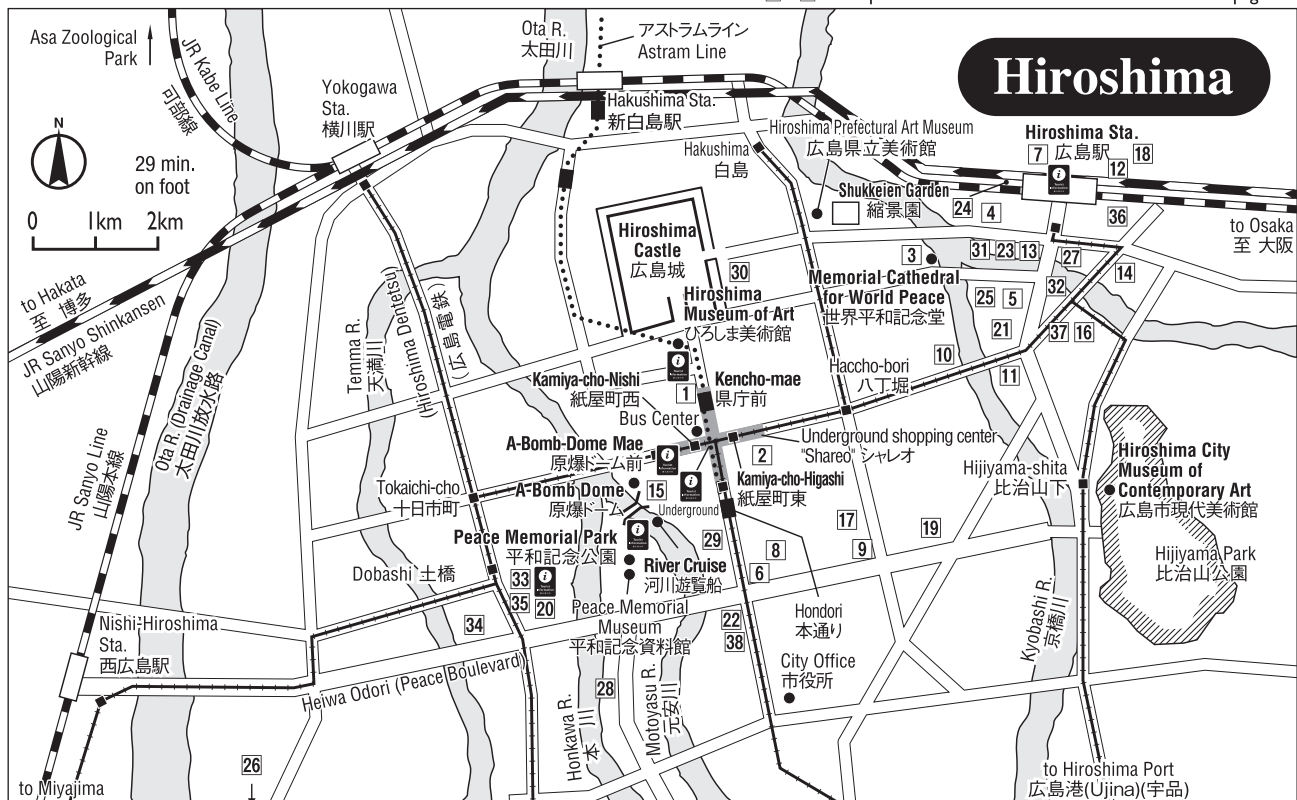 Hiroshima
Asa Zoological
Park
JR Kabe Line
可部線
Ota R.
太田川
アストラムライン
Astram Line
Yokogawa
Sta.
横川駅
Hakushima Sta.
新白島駅
N
29 min.
on foot
0 1km 2km
Hakushima
白島
Hiroshima Prefectural Art Museum
広島県立美術館
Hiroshima Sta.
広島駅
7
12
18
Shukkeien Garden
縮景園
24
4
36
to Osaka
至 大阪
Hiroshima
Castle
広島城
30
3
31
23
13
27
14
to Hakata
至 博多
JR Sanyo Shinkansen
山陽新幹線
Hiroshima
Museum of Art
ひろしま美術館
Memorial Cathedral
for World Peace
世界平和記念堂
25
5
32
21
37
16
Temma R.
天満川
(Hiroshima Dentetsu)
(広島電鉄)
Ota R. (Drainage Canal)
太田川放水路
JR Sanyo Line
山陽本線
Kamiya-cho-Nishi
紙屋町西
1
Kencho-mae
県庁前
Haccho-bori
八丁堀
10
11
Bus Center
A-Bomb-Dome Mae
原爆ドーム前
2
Underground shopping center
"Shareo" シャレオ
Kamiya-cho-Higashi
紙屋町東
Hijiyama-shita
比治山下
Hiroshima City
Museum of
Contemporary Art
広島市現代美術館
Tokaichi-cho
十日市町
A-Bomb Dome
原爆ドーム
15
Underground
17
19
Peace Memorial Park
平和記念公園
29
8
9
Hijiyama Park
比治山公園
Dobashi 土橋
33
35
20
River Cruise
河川遊覧船
6
Peace Memorial
Museum
平和記念資料館
Hondori
本通り
Nishi-Hiroshima
Sta.
西広島駅
34
22
38
Kyobashi R.
京橋川
City Office
市役所
Heiwa Odori (Peace Boulevard)
28
Honkawa R.
本川
Motoyasu R.
元安川
26
to Miyajima
to Hiroshima Port
広島港(Ujina)(宇品)